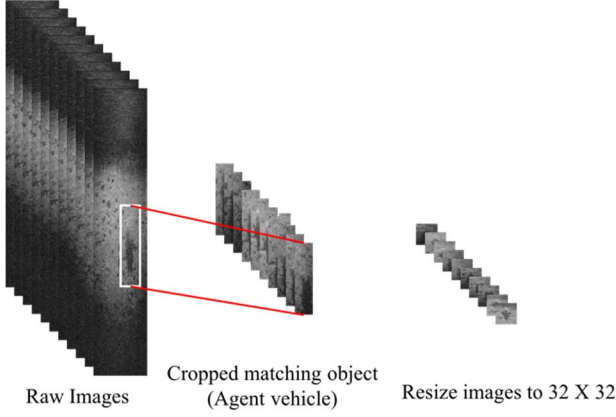 Raw Images
Cropped matching object
(Agent vehicle)
Resize images to 32 X 32